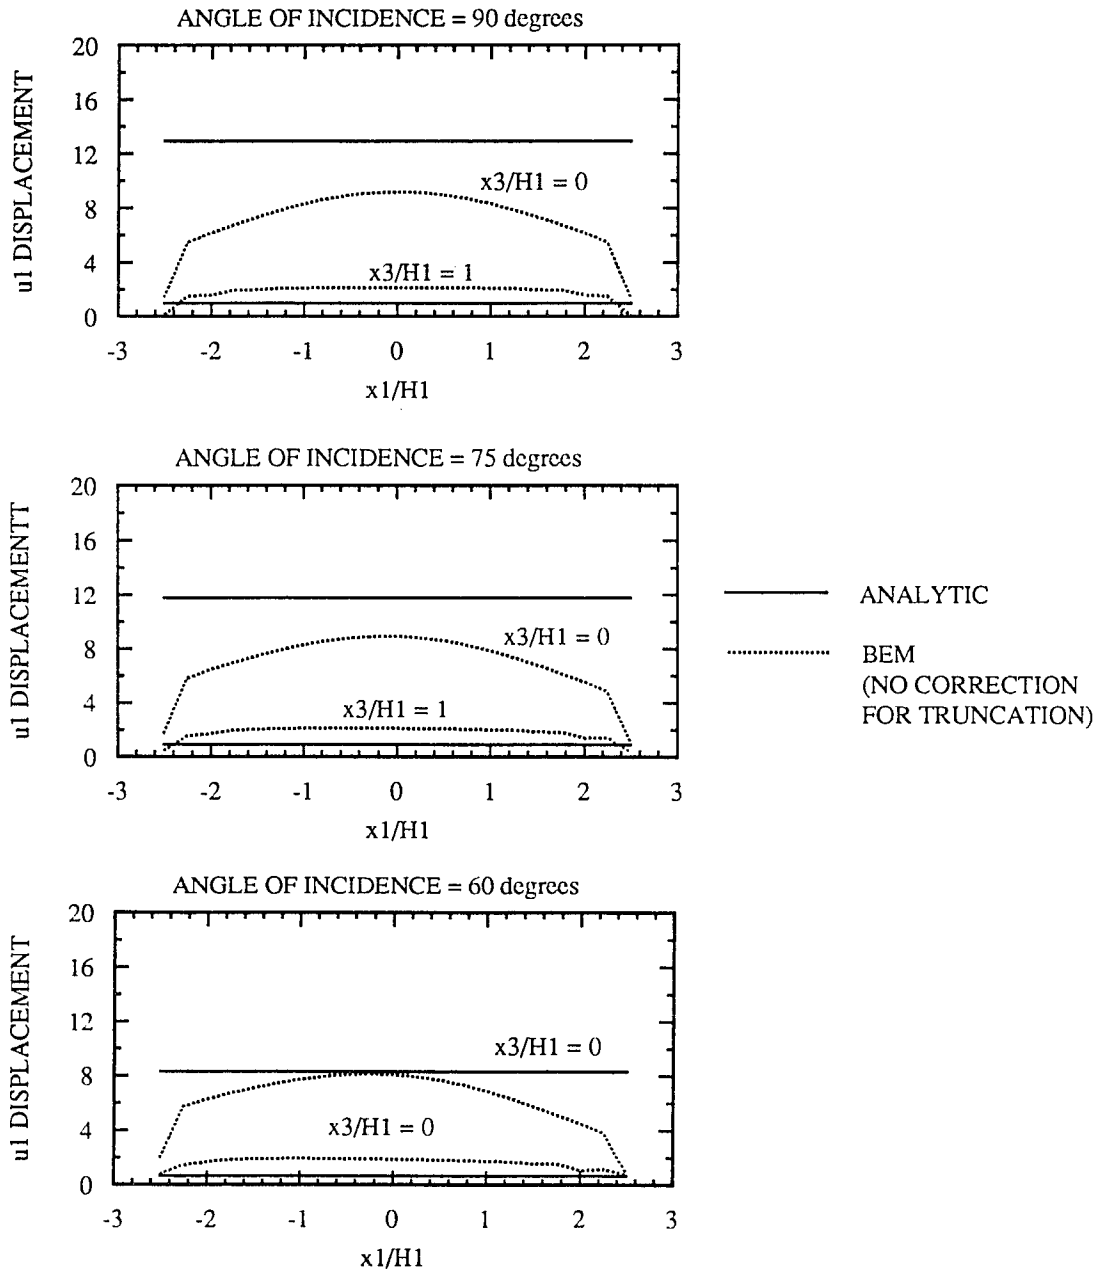 ANGLE OF INCIDENCE = 90 degrees
20
16
12
8
4
0
u1 DISPLACEMENT
x3/H1 = 0
x3/H1 = 1
-3 -2 -1 0 1 2 3
x1/H1
ANGLE OF INCIDENCE = 75 degrees
20
16
12
8
4
0
u1 DISPLACEMENTT
x3/H1 = 0
x3/H1 = 1
-3 -2 -1 0 1 2 3
x1/H1
ANALYTIC
BEM
(NO CORRECTION
FOR TRUNCATION)
ANGLE OF INCIDENCE = 60 degrees
20
16
12
8
4
0
u1 DISPLACEMENT
x3/H1 = 0
x3/H1 = 0
-3 -2 -1 0 1 2 3
x1/H1